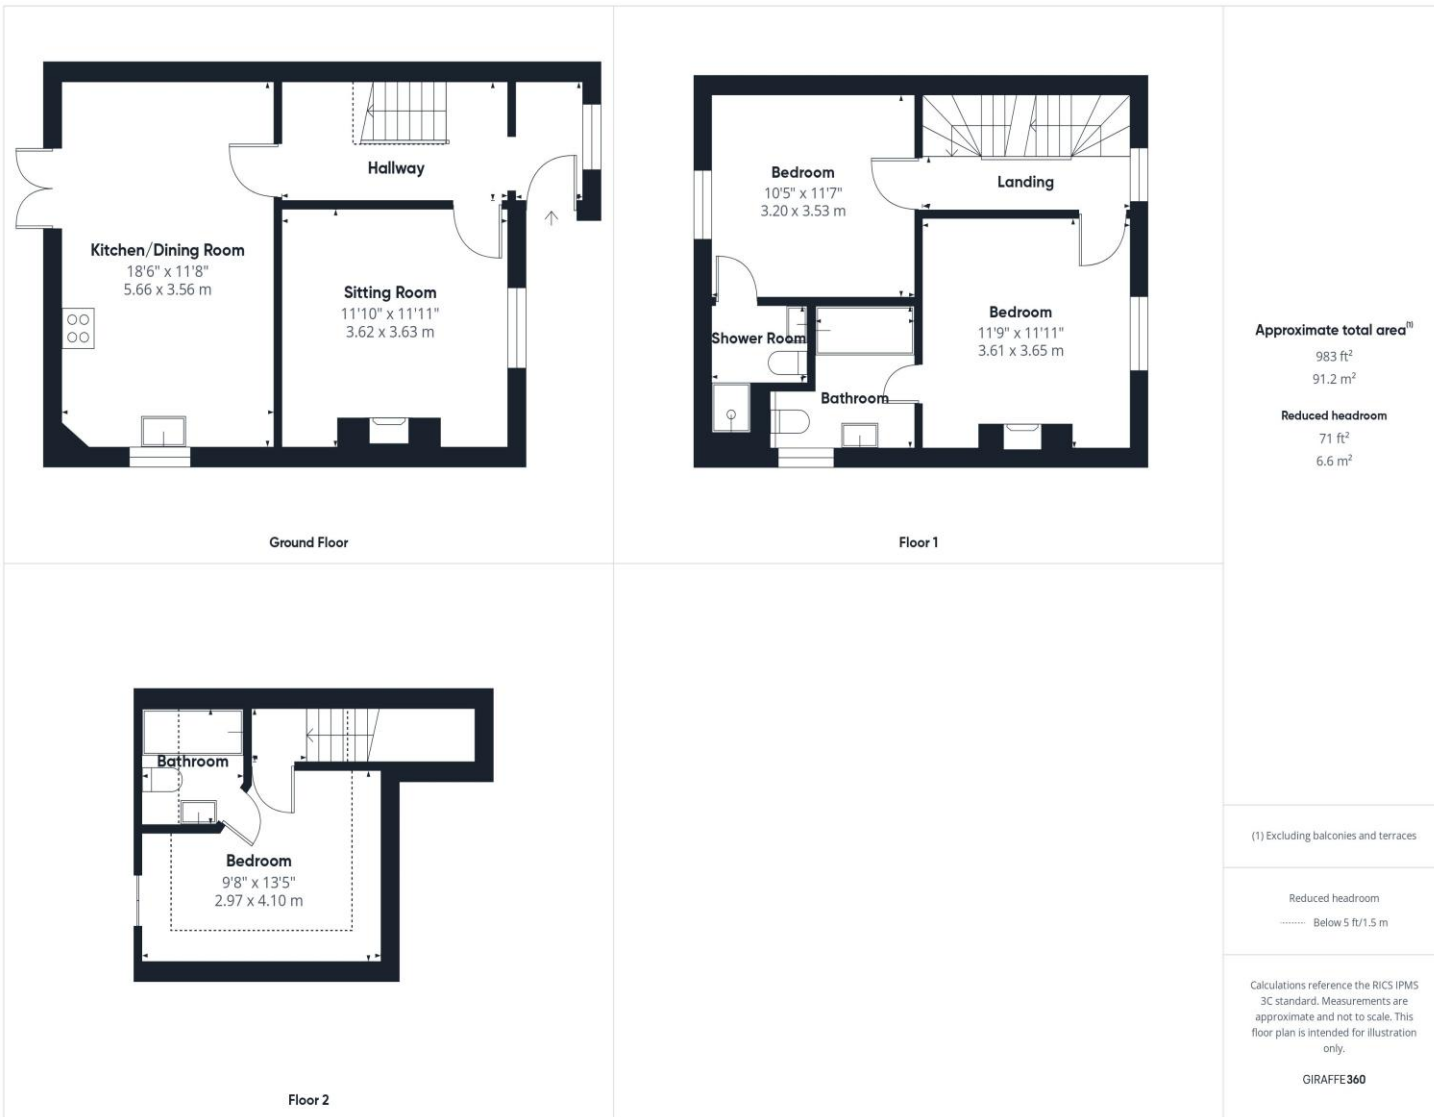 Hallway
Kitchen/Dining Room
18'6" x 11'8"
5.66 x 3.56 m
Sitting Room
11'10" x 11'11"
3.62 x 3.63 m
Ground Floor
Bedroom
10'5" x 11'7"
3.20 x 3.53 m
Landing
Bedroom
11'9" x 11'11"
3.61 x 3.65 m
Shower Room
Bathroom
Floor 1
Bathroom
Bedroom
9'8" x 13'5"
2.97 x 4.10 m
Floor 2
Approximate total area(1)
983 ft²
91.2 m²
Reduced headroom
71 ft²
6.6 m²
(1) Excluding balconies and terraces
Reduced headroom
Below 5 ft/1.5 m
Calculations reference the RICS IPMS
3C standard. Measurements are
approximate and not to scale. This
floor plan is intended for illustration
only.
GIRAFFE360